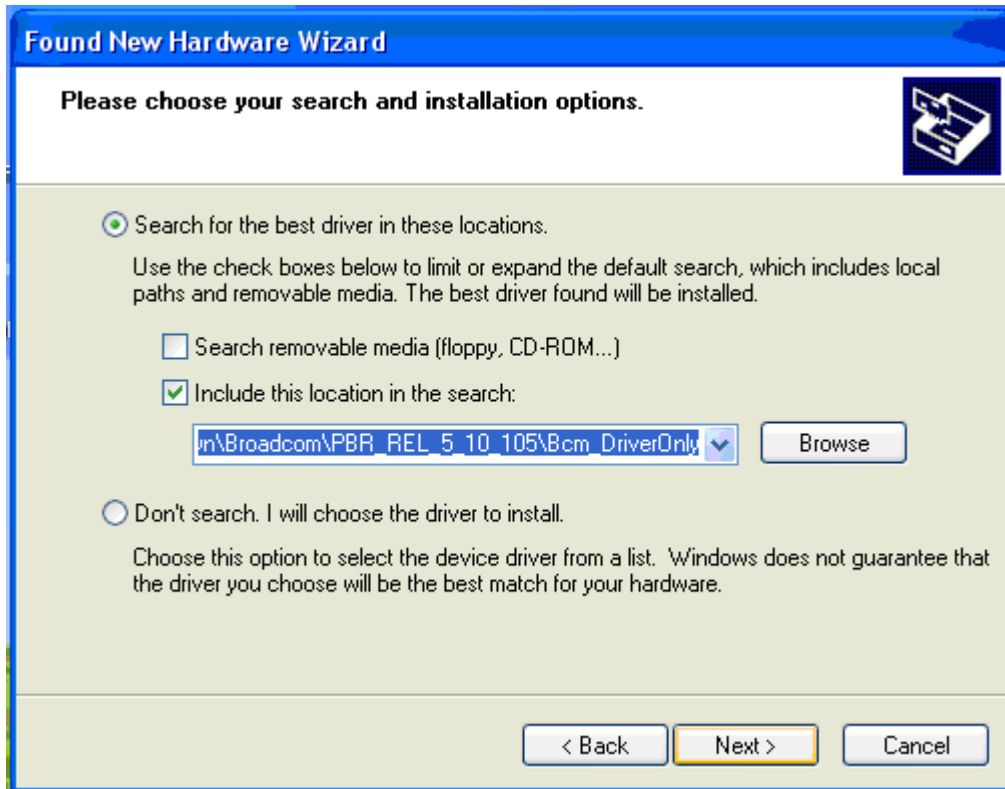 Found New Hardware Wizard
Please choose your search and installation options.
Search for the best driver in these locations.
Use the check boxes below to limit or expand the default search, which includes local
paths and removable media. The best driver found will be installed.
Search removable media (floppy, CD-ROM...)
Include this location in the search:
\Broadcom\PBR_REL_5_10_105\Bcm_DriverOnly
Browse
Don't search. I will choose the driver to install.
Choose this option to select the device driver from a list. Windows does not guarantee that
the driver you choose will be the best match for your hardware.
< Back
Next >
Cancel